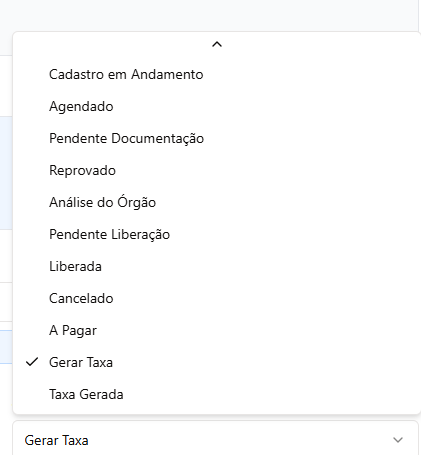 Cadastro em Andamento
Agendado
Pendente Documentação
Reprovado
Análise do Órgão
Pendente Liberação
Liberada
Cancelado
A Pagar
Gerar Taxa
Taxa Gerada
Gerar Taxa